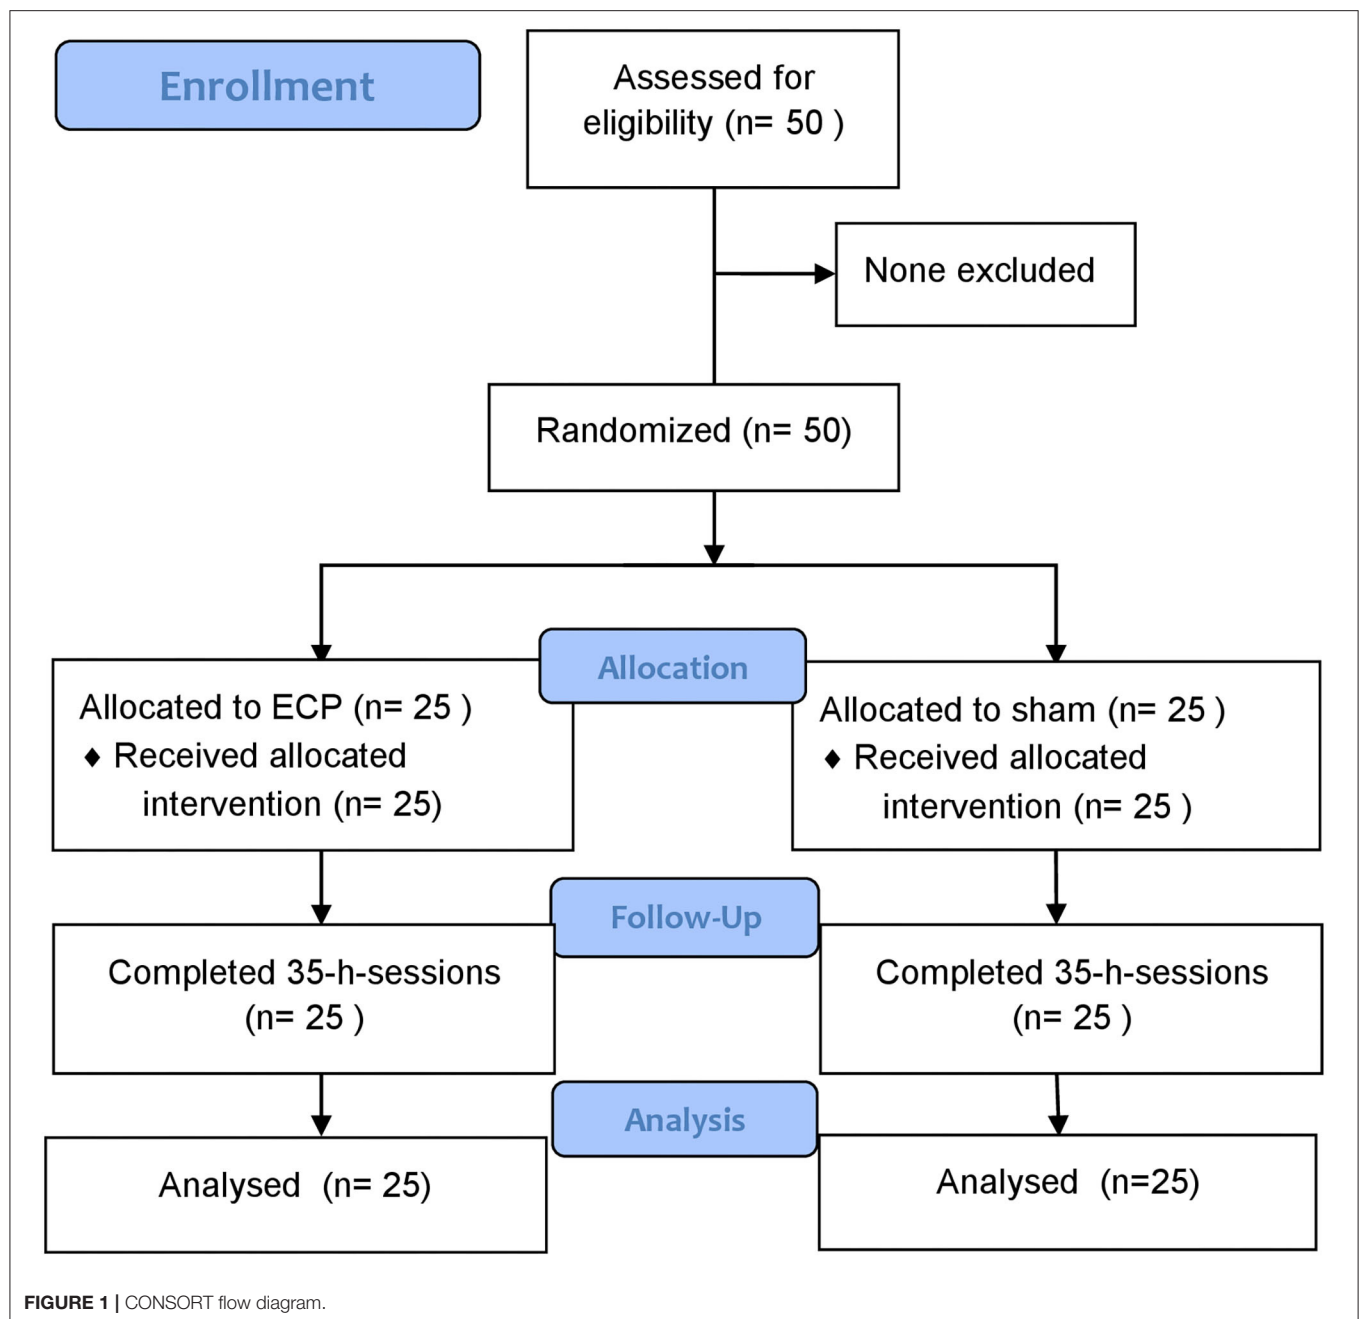 Enrollment
Assessed for
eligibility (n= 50 )
None excluded
Randomized (n= 50)
Allocation
Allocated to ECP (n= 25 )
♦ Received allocated
intervention (n= 25)
Allocated to sham (n= 25 )
♦ Received allocated
intervention (n= 25 )
Follow-Up
Completed 35-h-sessions
(n= 25 )
Completed 35-h-sessions
(n= 25 )
Analysis
Analysed (n= 25)
Analysed (n=25)
FIGURE 1 | CONSORT flow diagram.